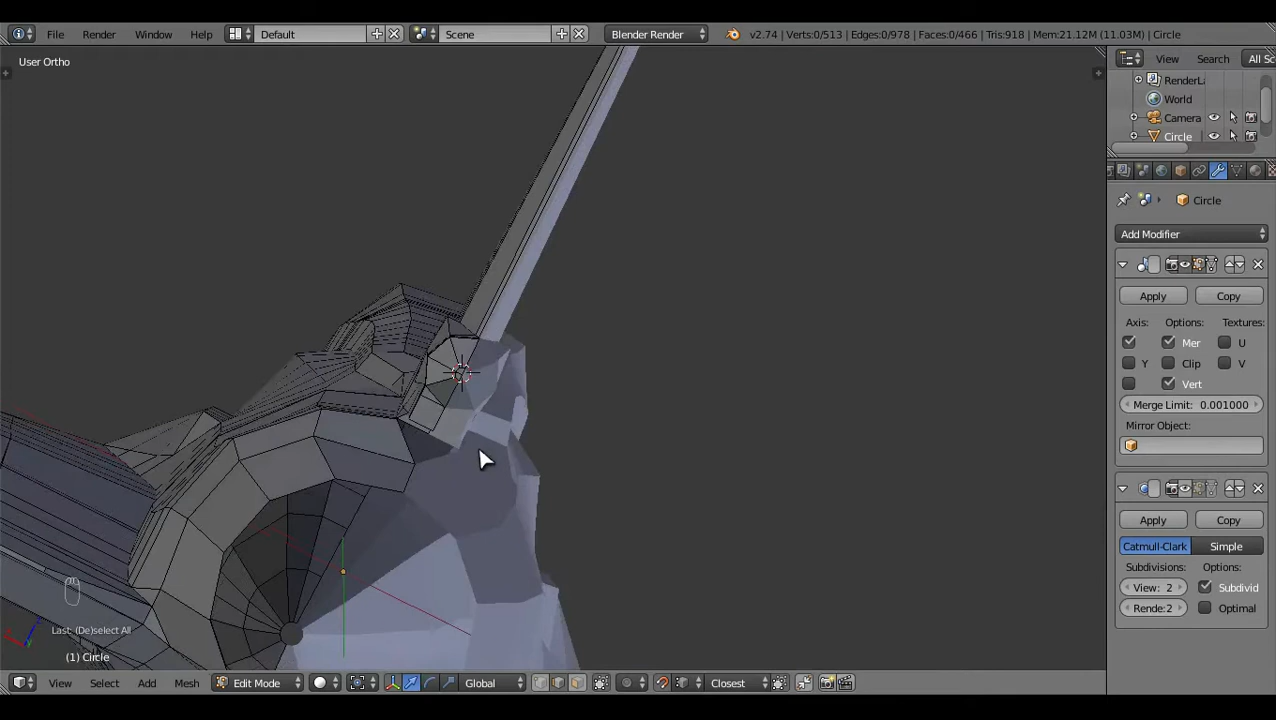 File Render Window Help Default Scene Blender Render v2.74 | Verts:0/513 | Edges:0/978 | Faces:0/466 | Tris:918 | Mem:21.12M (11.03M) | Circle
User Ortho
View Search All Sc
RenderLa
World
Camera
Circle
Circle
Add Modifier
Apply Copy
Axis: Options: Textures:
Mer U
Y Clip V
Vert
Merge Limit: 0.001000
Mirror Object:
Apply Copy
Catmull-Clark Simple
Subdivisions: Options:
View: 2 Subdivid
Rende:2 Optimal
Last: (De)select All
(1) Circle
View Select Add Mesh Edit Mode Global Closest